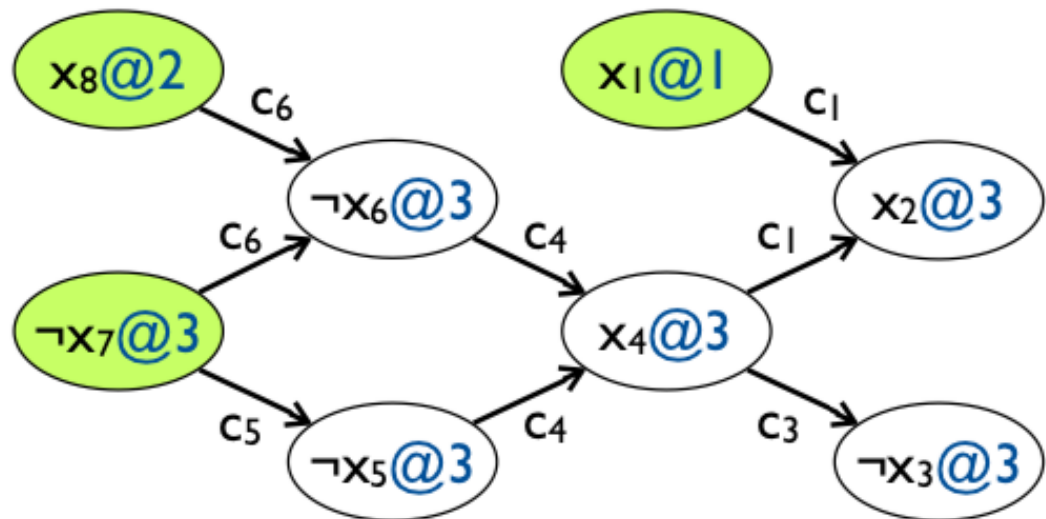 x₈@2
x₁@1
c₆
c₁
¬x₆@3
x₂@3
c₆
c₄
c₁
¬x₇@3
x₄@3
c₅
c₄
c₃
¬x₅@3
¬x₃@3